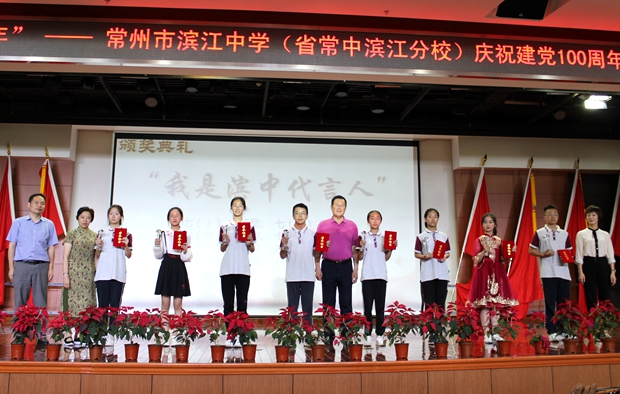 年” —— 常州市滨江中学（省常中滨江分校）庆祝建党100周年
颁奖典礼
“我是滨中代言人”